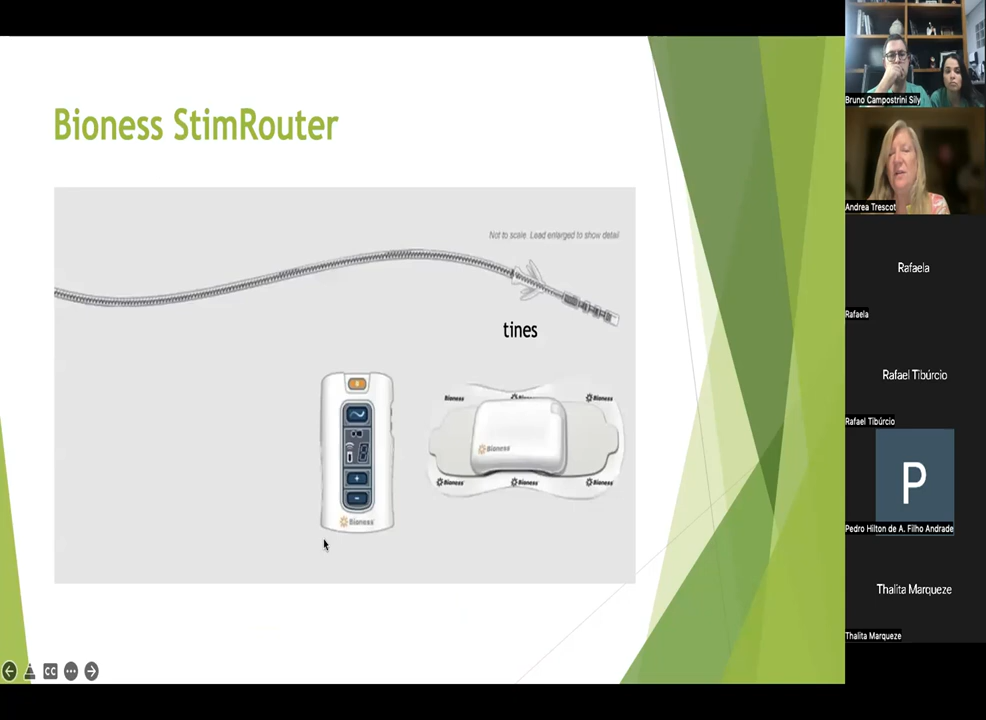 Bioness StimRouter
Not to scale. Lead enlarged to show detail
tines
Bioness
Bioness
Bioness
Bioness
Bioness
Bioness
Bioness
CC
Bruno Campostrini Sily
Andrea Trescot
Rafaela
Rafaela
Rafael Tibúrcio
Rafael Tibúrcio
P
Pedro Hilton de A. Filho Andrade
Thalita Marqueze
Thalita Marqueze